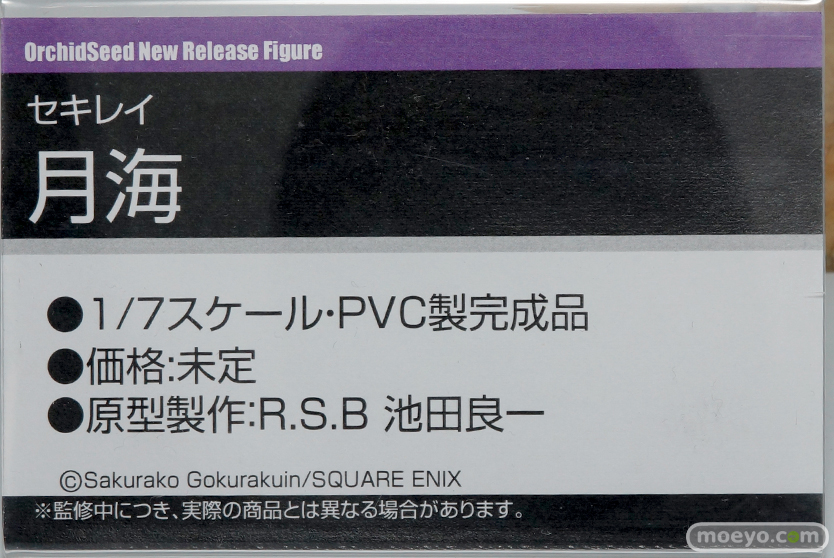 OrchidSeed New Release Figure
セキレイ
月海
●1/7スケール・PVC製完成品
●価格:未定
●原型製作:R.S.B 池田良一
©Sakurako Gokurakuin/SQUARE ENIX
※監修中につき、実際の商品とは異なる場合があります。
moeyo.com